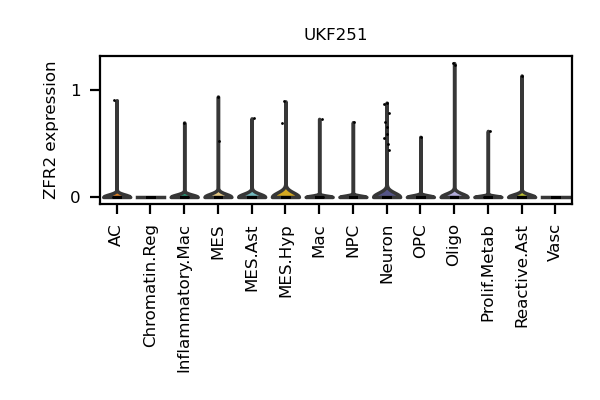 UKF251
ZFR2 expression
1
0
AC
Chromatin.Reg
Inflammatory.Mac
MES
MES.Ast
MES.Hyp
Mac
NPC
Neuron
OPC
Oligo
Prolif.Metab
Reactive.Ast
Vasc